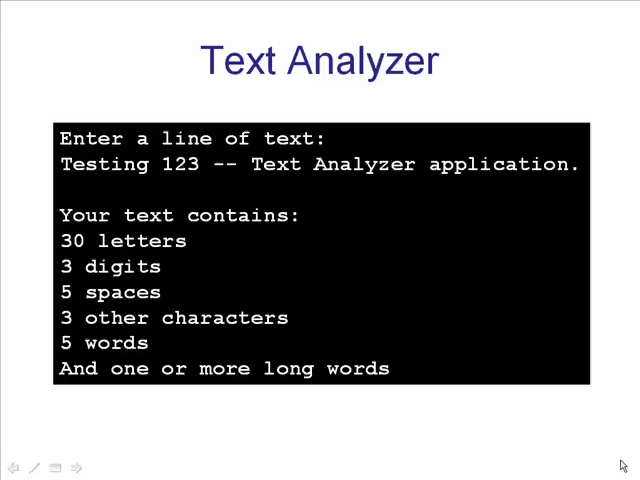 Text Analyzer
Enter a line of text:
Testing 123 -- Text Analyzer application.
Your text contains:
30 letters
3 digits
5 spaces
3 other characters
5 words
And one or more long words